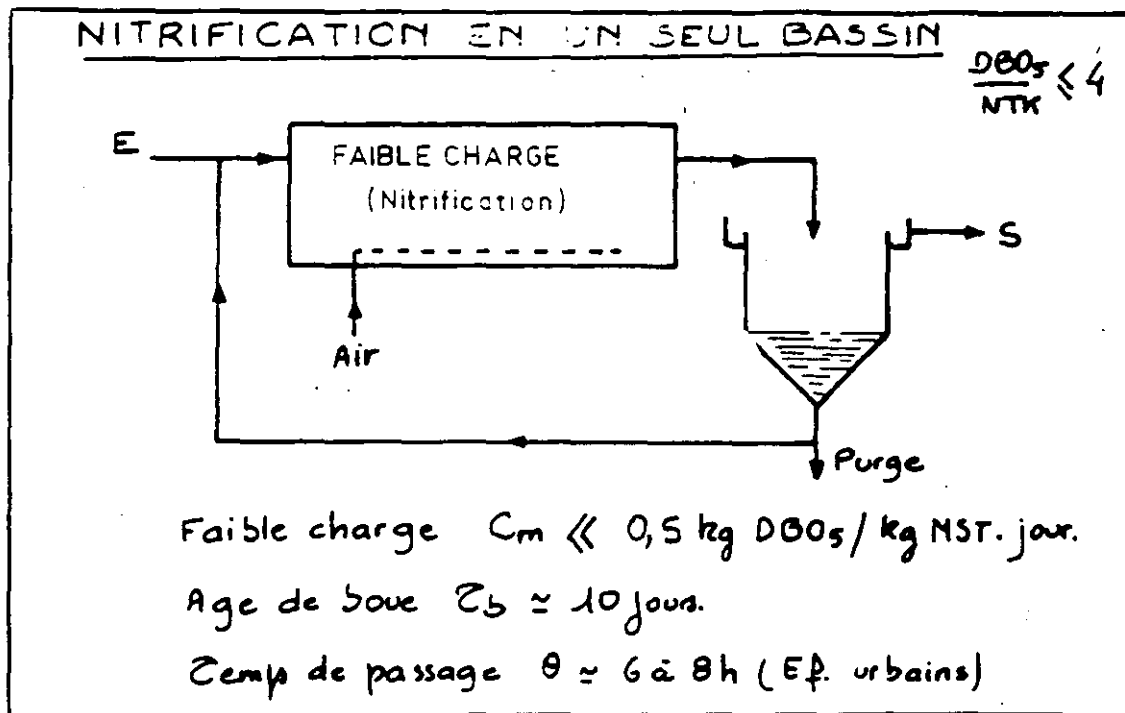 NITRIFICATION EN UN SEUL BASSIN
DBO₅
NTK
⩽ 4
E
FAIBLE CHARGE
(Nitrification)
S
Air
Purge
Faible charge Cm ≪ 0,5 kg DBO₅ / kg MST. jour.
Age de boue τb ≃ 10 jours.
Temps de passage θ ≃ 6 à 8h (Ef. urbains)